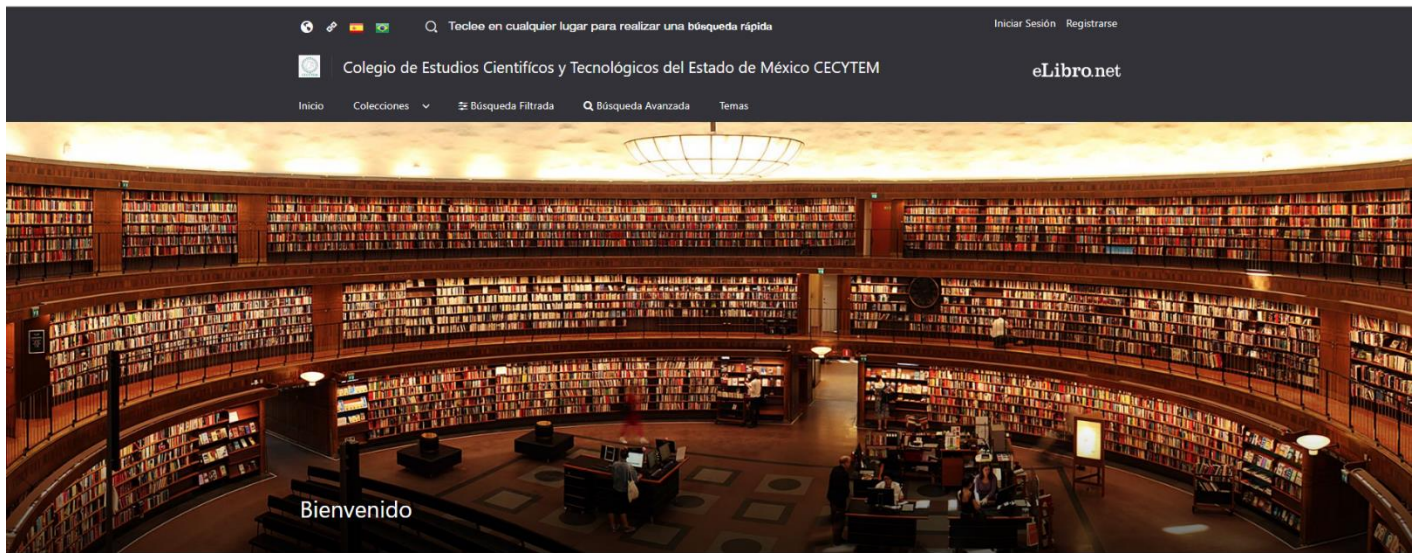 Teclee en cualquier lugar para realizar una búsqueda rápida
Iniciar Sesión Registrarse
Colegio de Estudios Cientifícos y Tecnológicos del Estado de México CECYTEM
eLibro.net
Inicio Colecciones Búsqueda Filtrada Búsqueda Avanzada Temas
Bienvenido